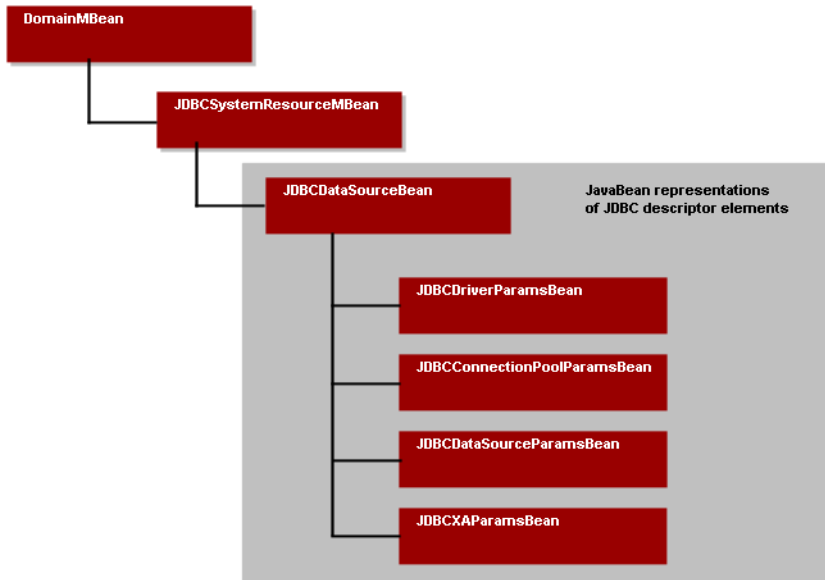 DomainMBean
JDBCSystemResourceMBean
JDBCDataSourceBean
JavaBean representations
of JDBC descriptor elements
JDBCDriverParamsBean
JDBCConnectionPoolParamsBean
JDBCDataSourceParamsBean
JDBCXAParamsBean